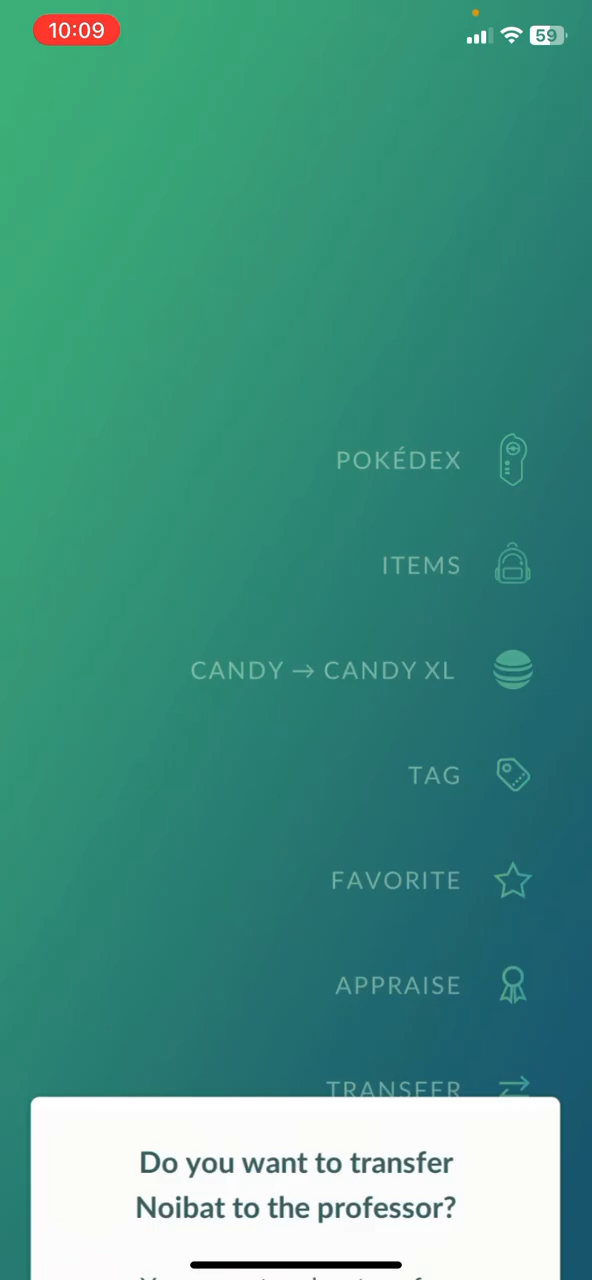 10:09
59
POKÉDEX
ITEMS
CANDY → CANDY XL
TAG
FAVORITE
APPRAISE
TRANSFER
Do you want to transfer
Noibat to the professor?